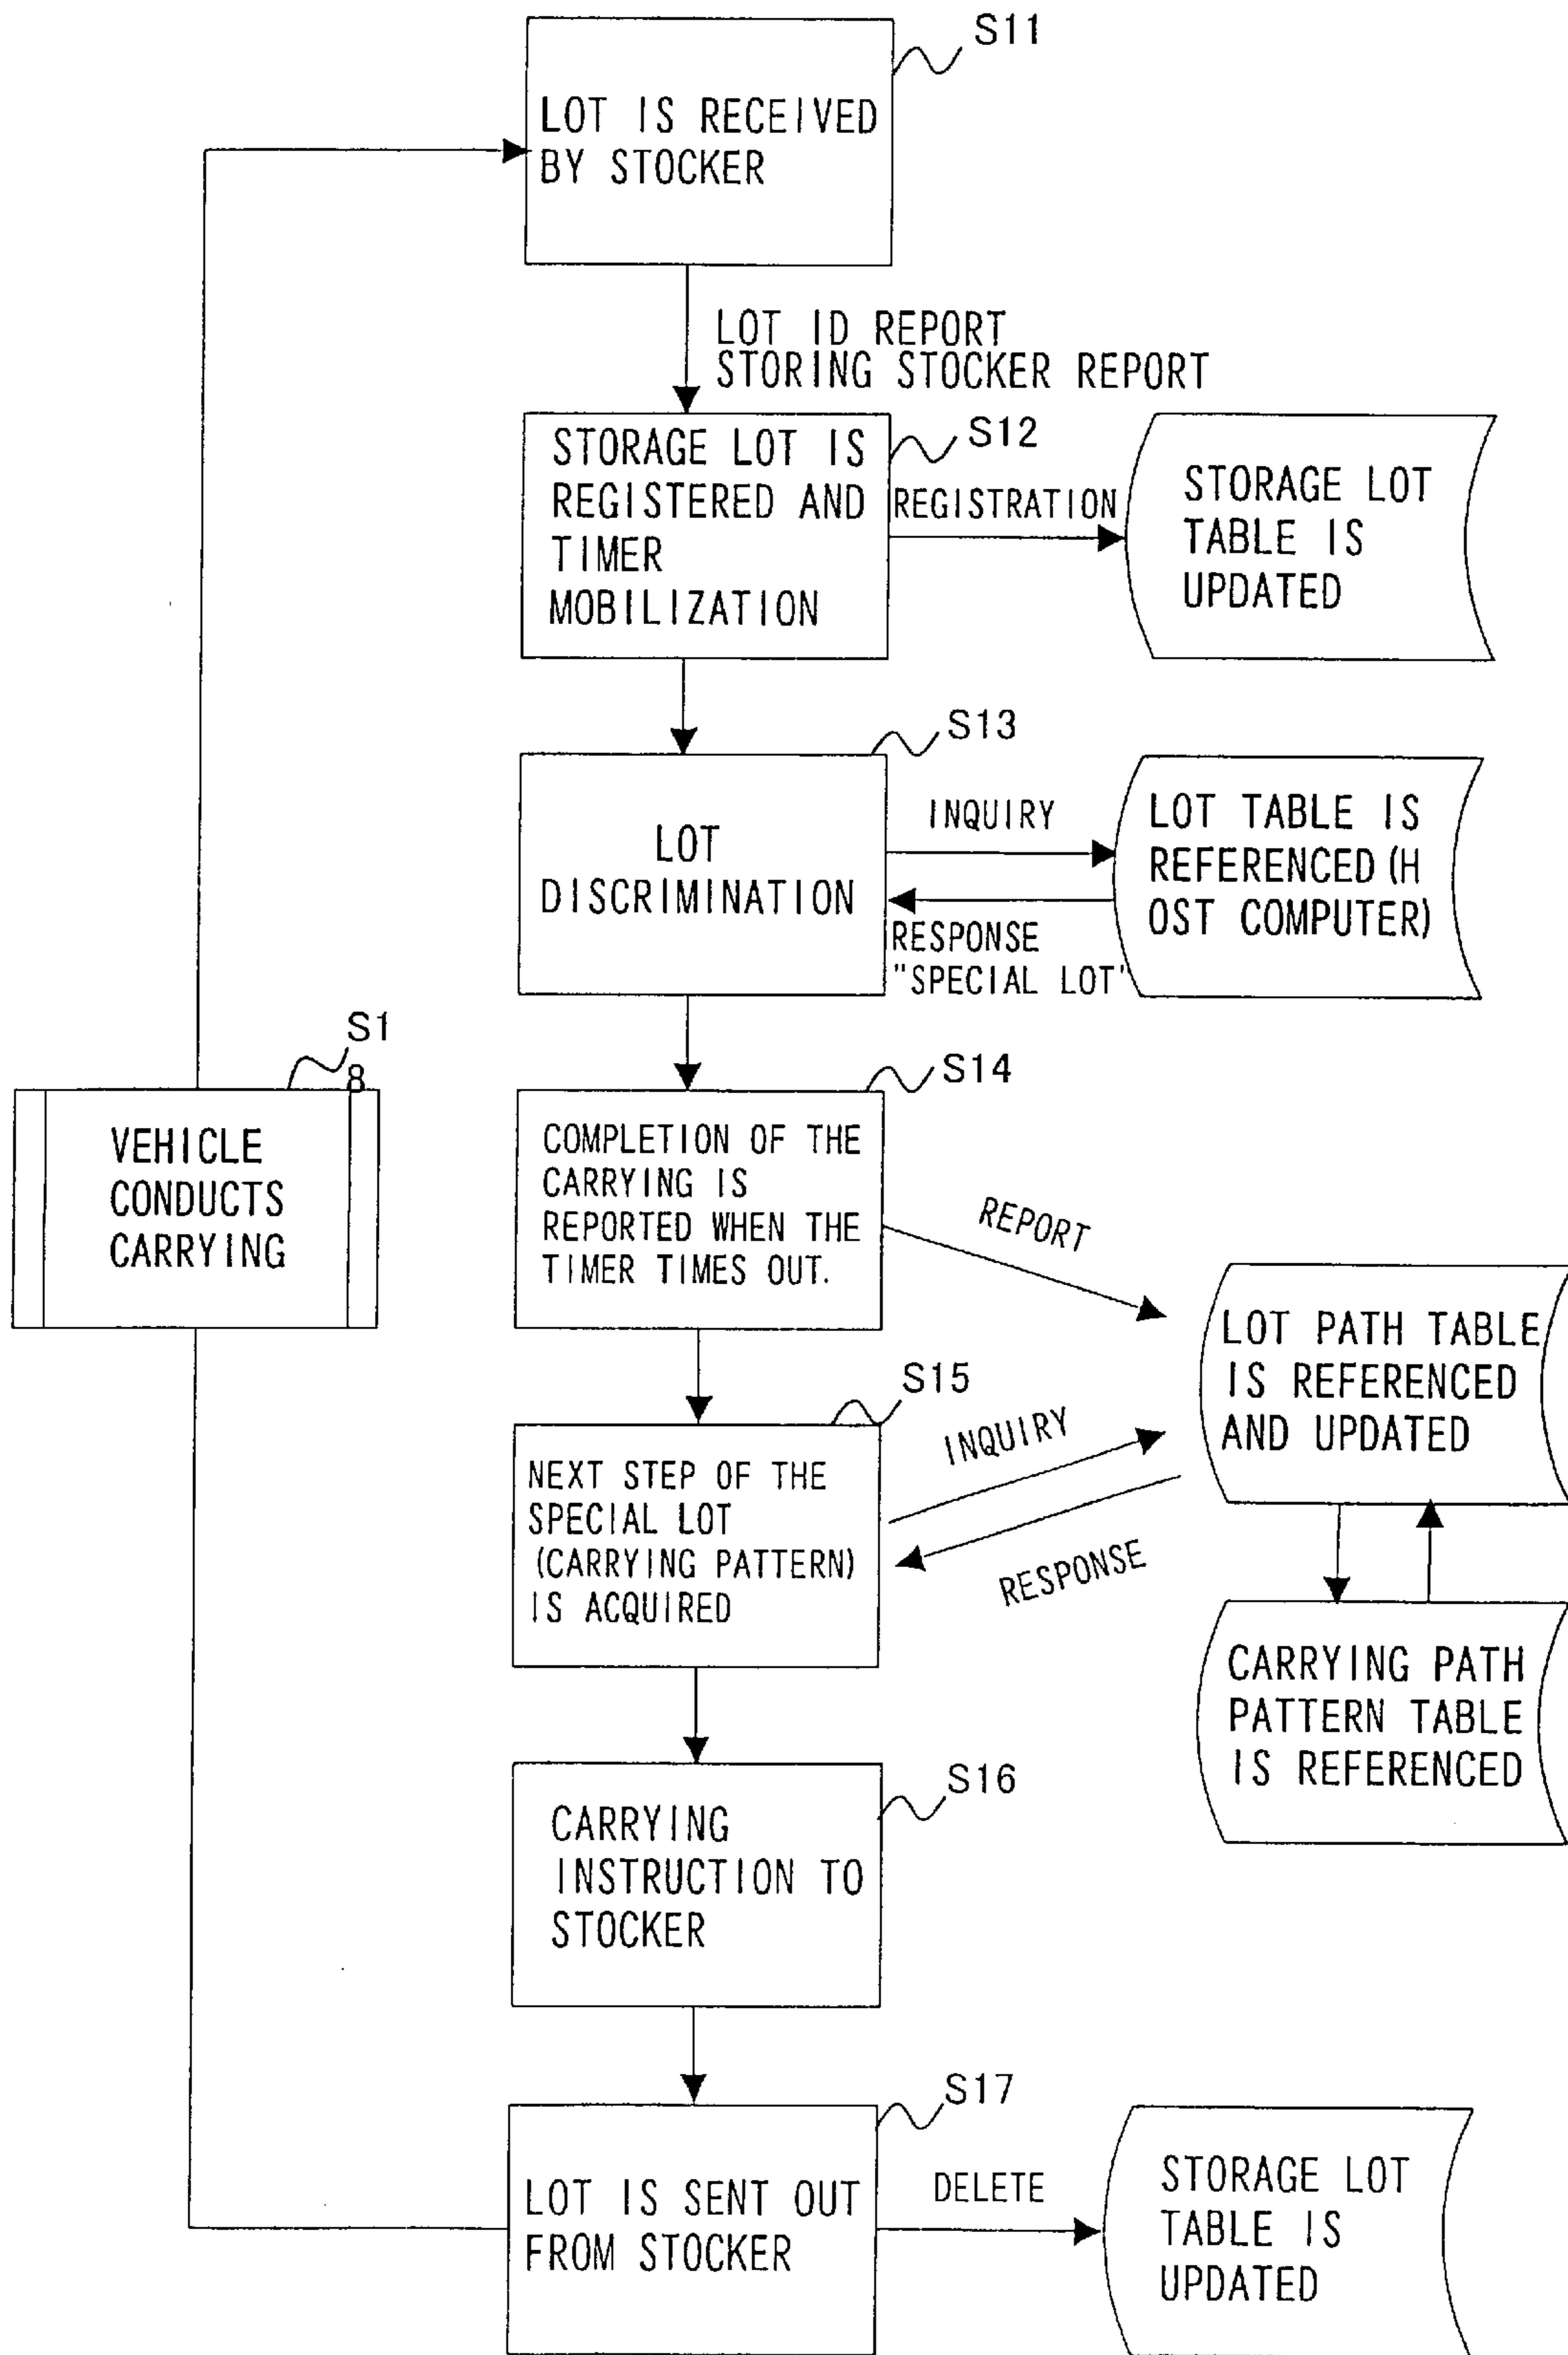 S11
LOT IS RECEIVED
BY STOCKER
LOT ID REPORT
STORING STOCKER REPORT
S12
STORAGE LOT IS
REGISTERED AND
TIMER
MOBILIZATION
REGISTRATION
STORAGE LOT
TABLE IS
UPDATED
S13
LOT
DISCRIMINATION
INQUIRY
RESPONSE
"SPECIAL LOT"
LOT TABLE IS
REFERENCED (H
OST COMPUTER)
S1
8
VEHICLE
CONDUCTS
CARRYING
S14
COMPLETION OF THE
CARRYING IS
REPORTED WHEN THE
TIMER TIMES OUT.
REPORT
LOT PATH TABLE
IS REFERENCED
AND UPDATED
S15
NEXT STEP OF THE
SPECIAL LOT
(CARRYING PATTERN)
IS ACQUIRED
INQUIRY
RESPONSE
CARRYING PATH
PATTERN TABLE
IS REFERENCED
S16
CARRYING
INSTRUCTION TO
STOCKER
S17
LOT IS SENT OUT
FROM STOCKER
DELETE
STORAGE LOT
TABLE IS
UPDATED